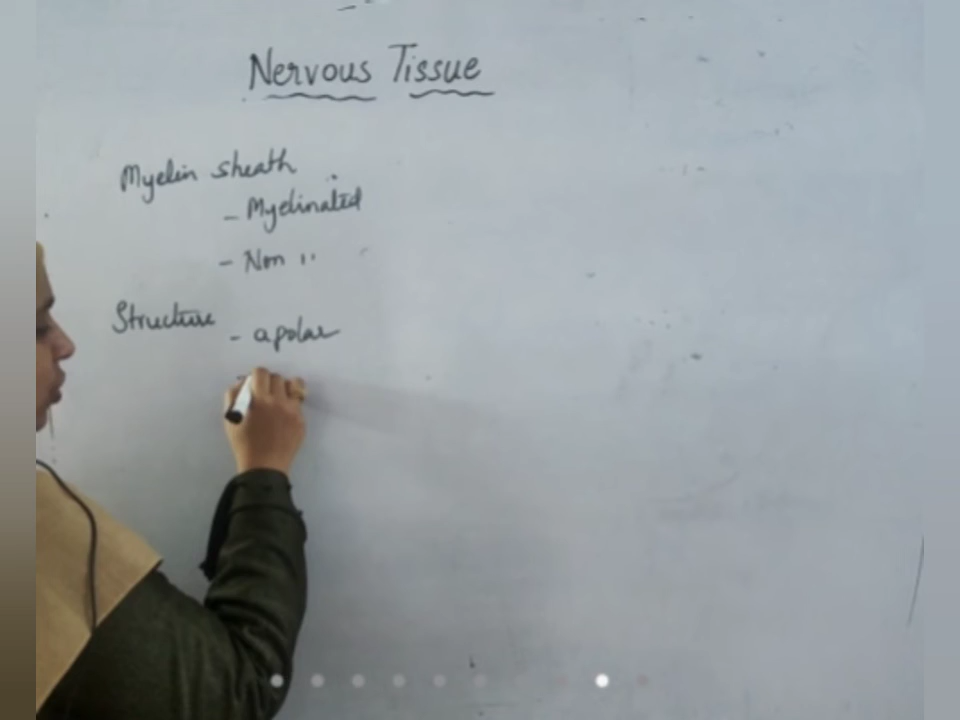 Nervous Tissue
Myelin sheath
- Myelinated
- Non "
Structure
- apolar